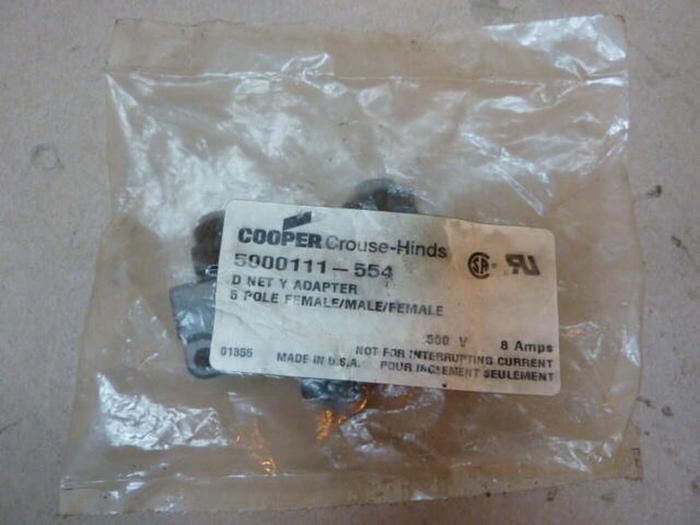 COOPER Crouse-Hinds
5000111-554
D NET Y ADAPTER
5 POLE FEMALE/MALE/FEMALE
300 V 8 Amps
NOT FOR INTERRUPTING CURRENT
01355 MADE IN U.S.A. POUR ISCLEMENT SEULEMENT